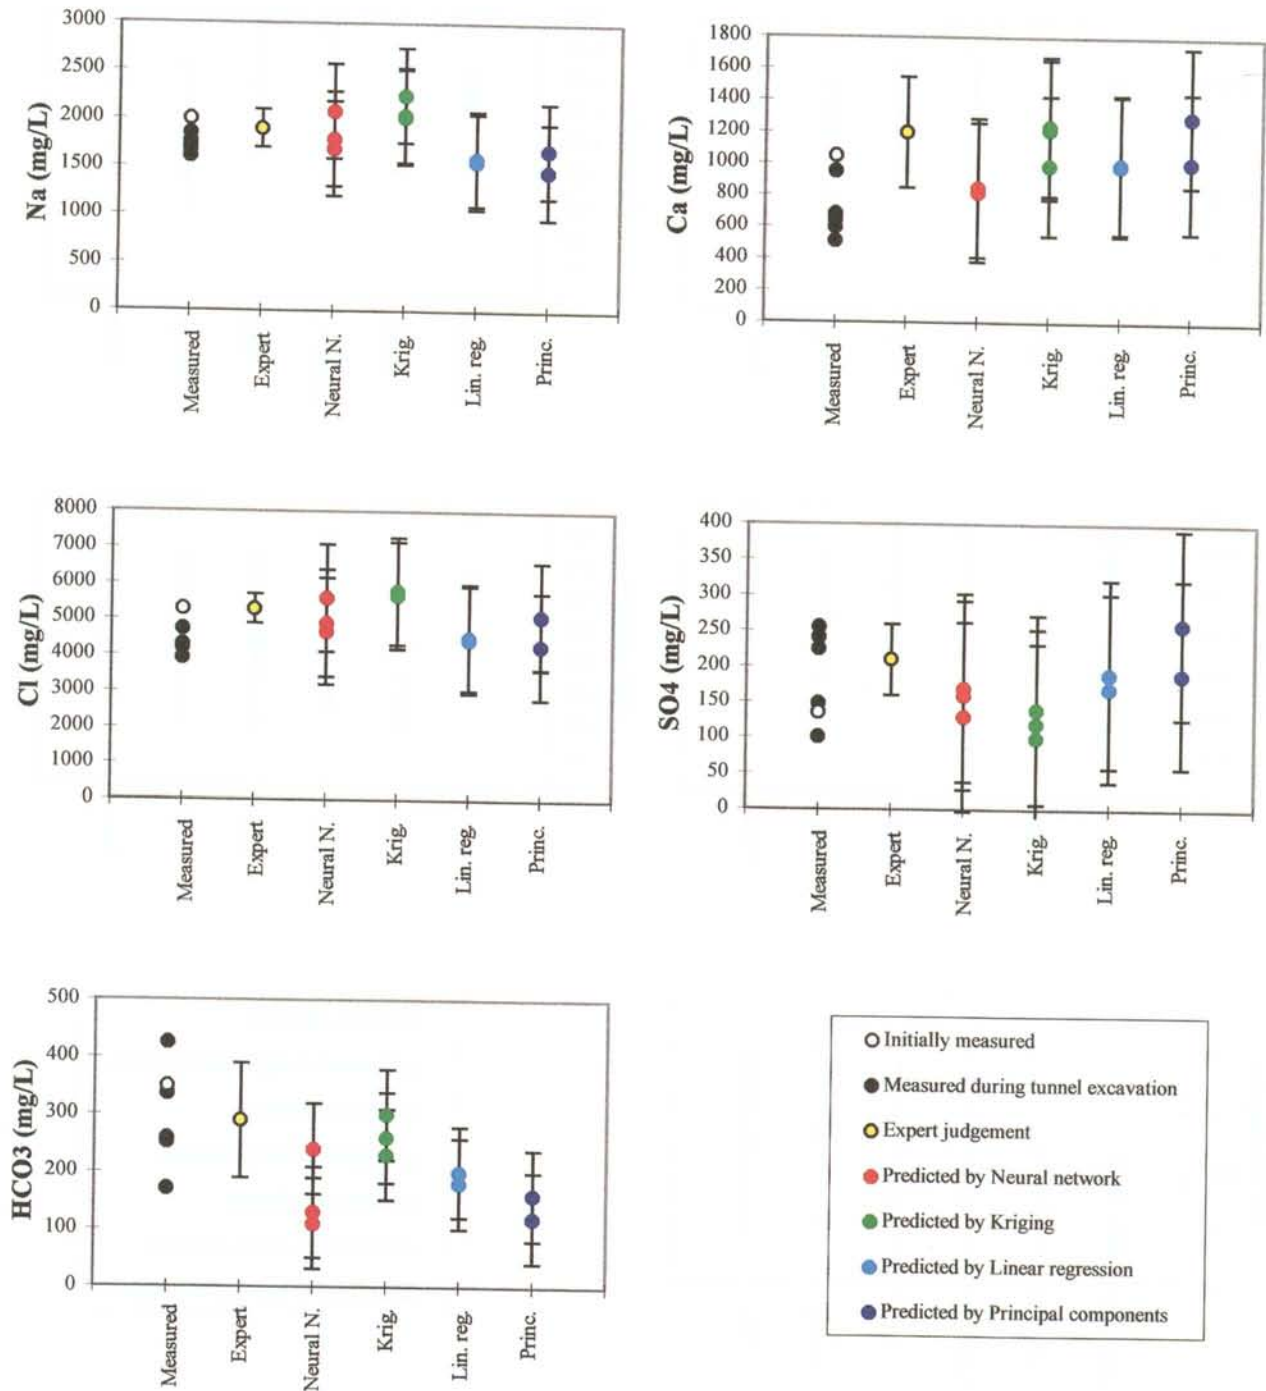 3000
2500
2000
1500
1000
500
0
Na (mg/L)
Measured
Expert
Neural N.
Krig.
Lin. reg.
Princ.
1800
1600
1400
1200
1000
800
600
400
200
0
Ca (mg/L)
Measured
Expert
Neural N.
Krig.
Lin. reg.
Princ.
8000
7000
6000
5000
4000
3000
2000
1000
0
Cl (mg/L)
Measured
Expert
Neural N.
Krig.
Lin. reg.
Princ.
400
350
300
250
200
150
100
50
0
SO4 (mg/L)
Measured
Expert
Neural N.
Krig.
Lin. reg.
Princ.
500
400
300
200
100
0
HCO3 (mg/L)
Measured
Expert
Neural N.
Krig.
Lin. reg.
Princ.
Initially measured
Measured during tunnel excavation
Expert judgement
Predicted by Neural network
Predicted by Kriging
Predicted by Linear regression
Predicted by Principal components